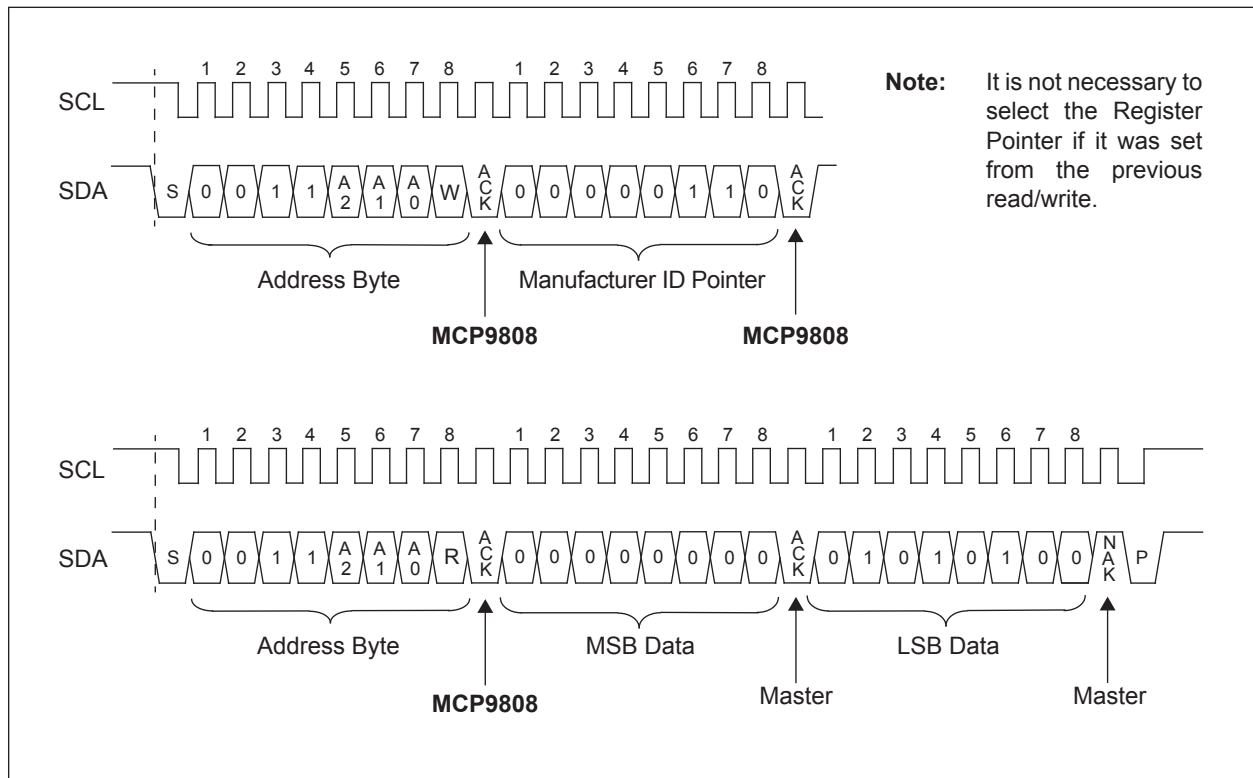 1 2 3 4 5 6 7 8 1 2 3 4 5 6 7 8
SCL
SDA
S 0 0 1 1 A2 A1 A0 W ACK 0 0 0 0 0 1 1 0 ACK
Address Byte
Manufacturer ID Pointer
MCP9808
MCP9808
Note: It is not necessary to
select the Register
Pointer if it was set
from the previous
read/write.
1 2 3 4 5 6 7 8 1 2 3 4 5 6 7 8 1 2 3 4 5 6 7 8
SCL
SDA
S 0 0 1 1 A2 A1 A0 R ACK 0 0 0 0 0 0 0 0 ACK 0 1 0 1 0 1 0 0 NAK P
Address Byte
MSB Data
LSB Data
MCP9808
Master
Master